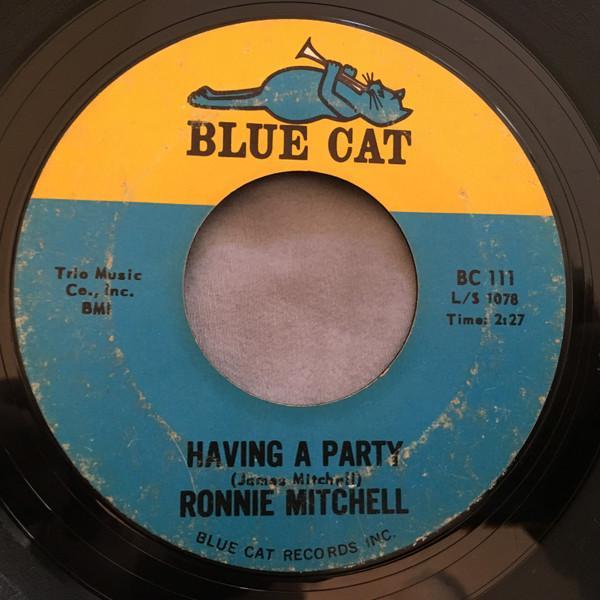 BLUE CAT
Trio Music
Co., Inc.
BMI
BC 111
L/S 1078
Time: 2:27
HAVING A PARTY
(James Mitchell)
RONNIE MITCHELL
BLUE CAT RECORDS INC.